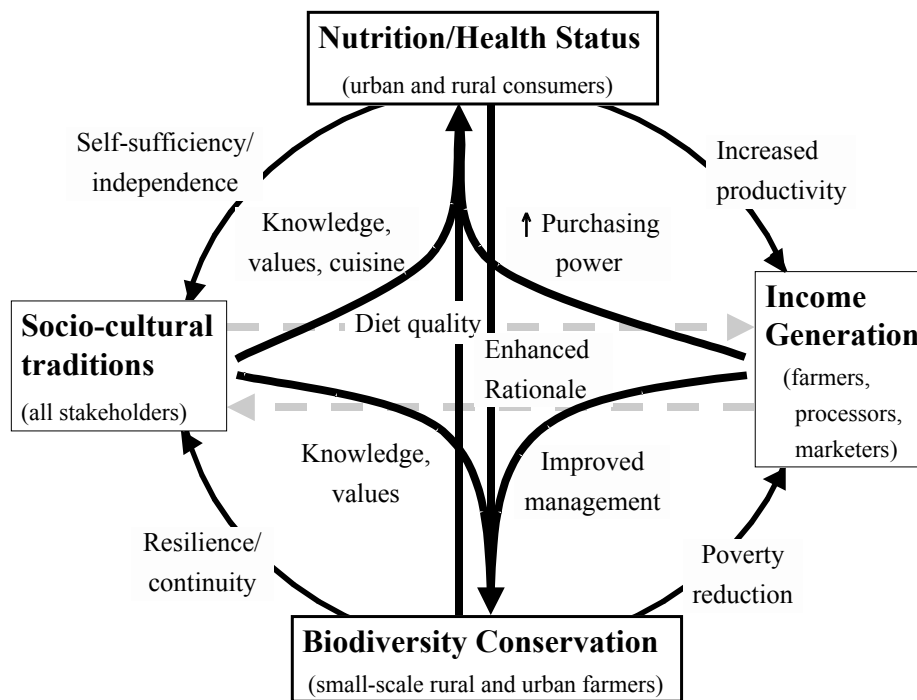 Nutrition/Health Status
(urban and rural consumers)
Self-sufficiency/
independence
Increased
productivity
Knowledge,
values, cuisine
↑ Purchasing
power
Socio-cultural
traditions
(all stakeholders)
Diet quality
Enhanced
Rationale
Income
Generation
(farmers,
processors,
marketers)
Knowledge,
values
Improved
management
Resilience/
continuity
Poverty
reduction
Biodiversity Conservation
(small-scale rural and urban farmers)